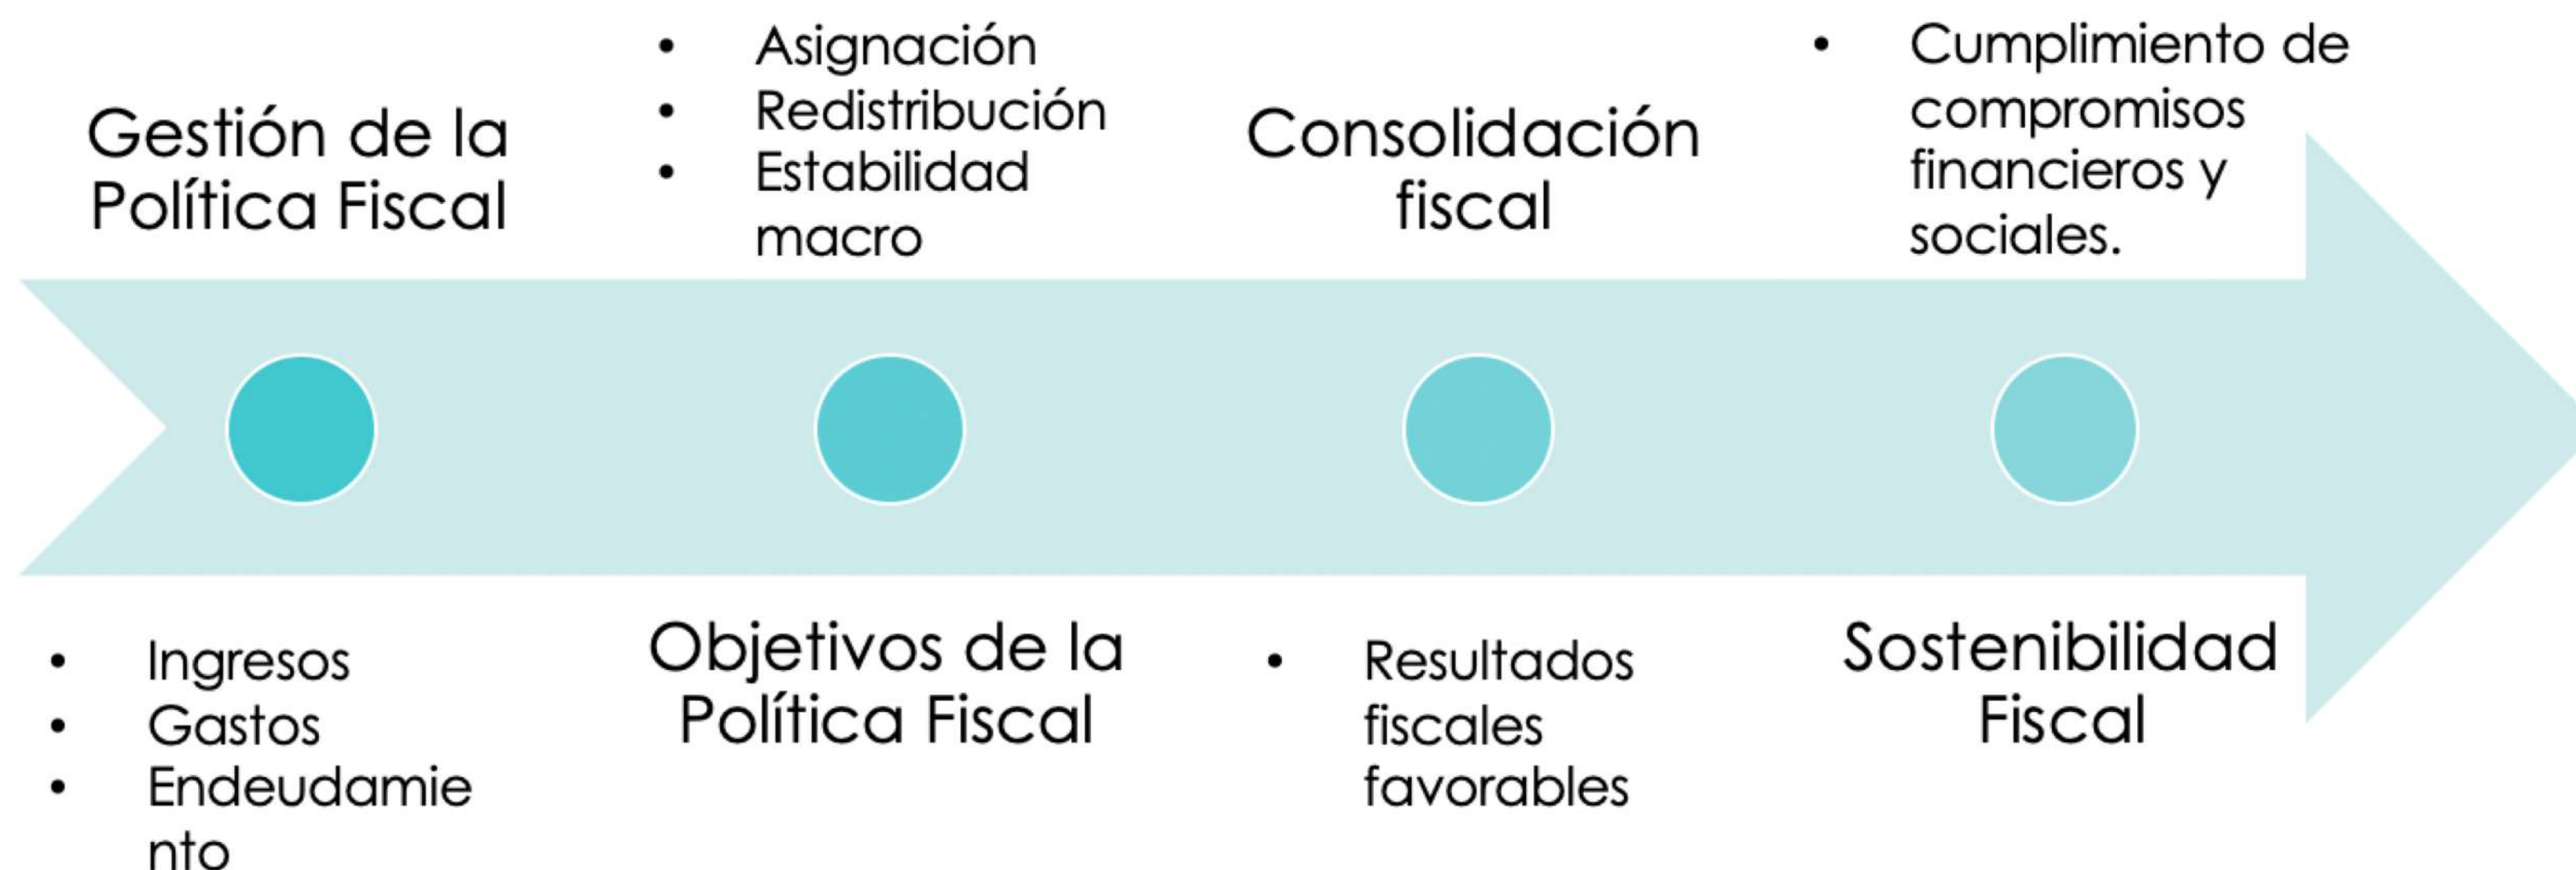 Gestión de la
Política Fiscal
• Ingresos
• Gastos
• Endeudamie
nto
• Asignación
• Redistribución
• Estabilidad
macro
Objetivos de la
Política Fiscal
Consolidación
fiscal
• Resultados
fiscales
favorables
• Cumplimiento de
compromisos
financieros y
sociales.
Sostenibilidad
Fiscal